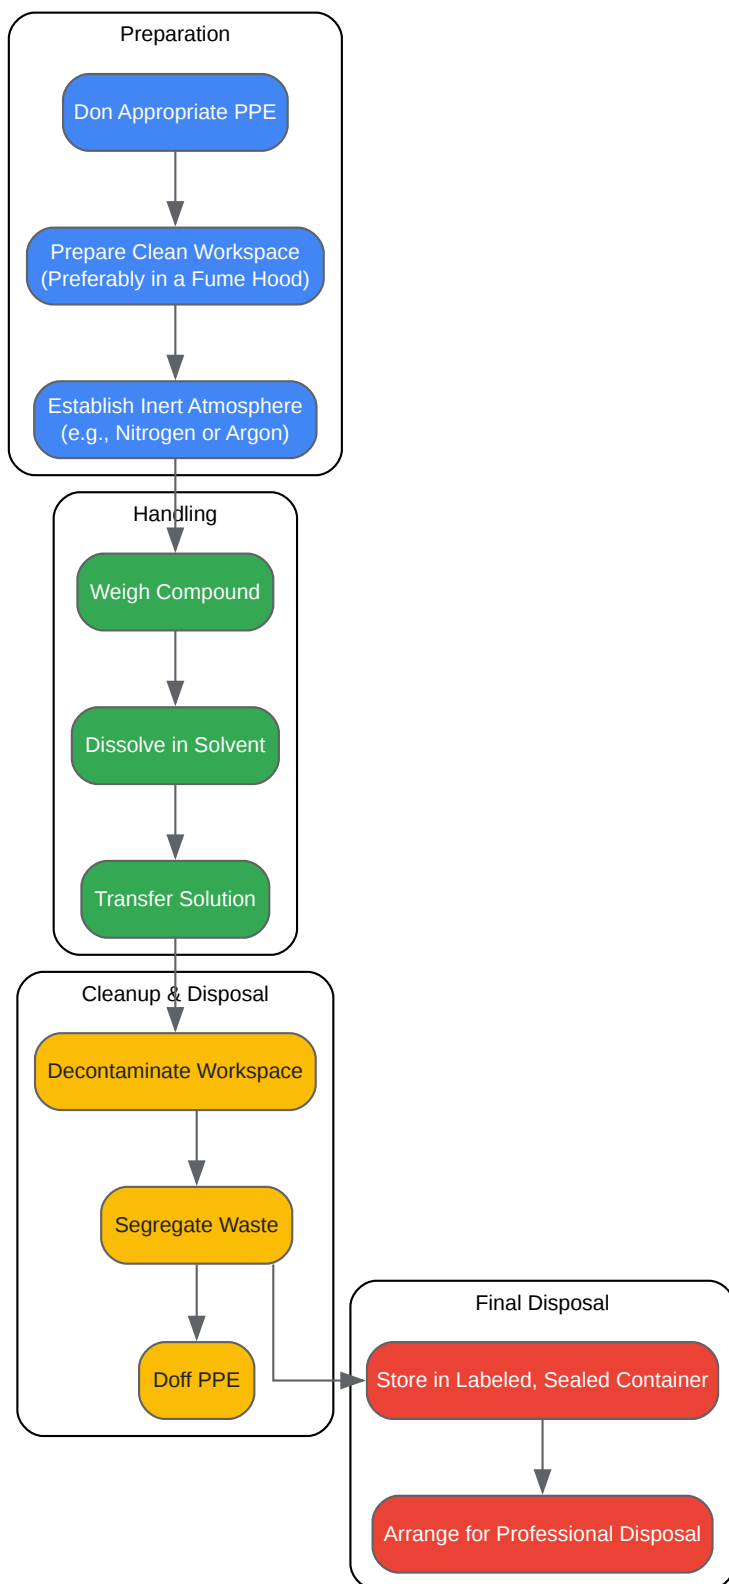 Preparation
Don Appropriate PPE
Prepare Clean Workspace
(Preferably in a Fume Hood)
Establish Inert Atmosphere
(e.g., Nitrogen or Argon)
Handling
Weigh Compound
Dissolve in Solvent
Transfer Solution
Cleanup & Disposal
Decontaminate Workspace
Segregate Waste
Doff PPE
Final Disposal
Store in Labeled, Sealed Container
Arrange for Professional Disposal